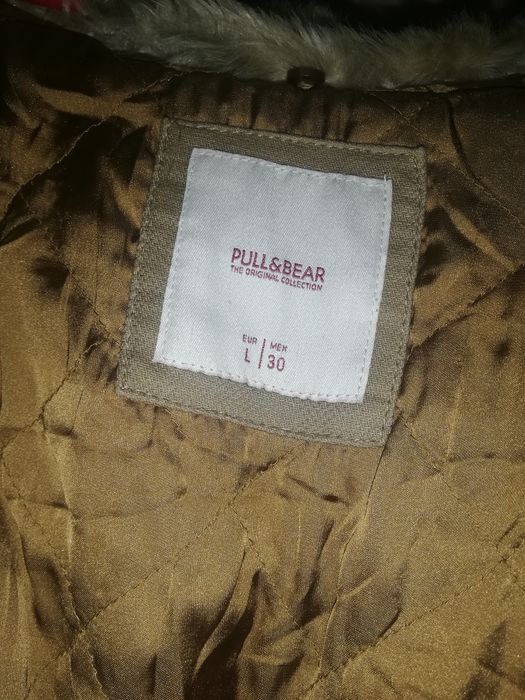 PULL&BEAR
THE ORIGINAL COLLECTION
EUR | MEX
L | 30